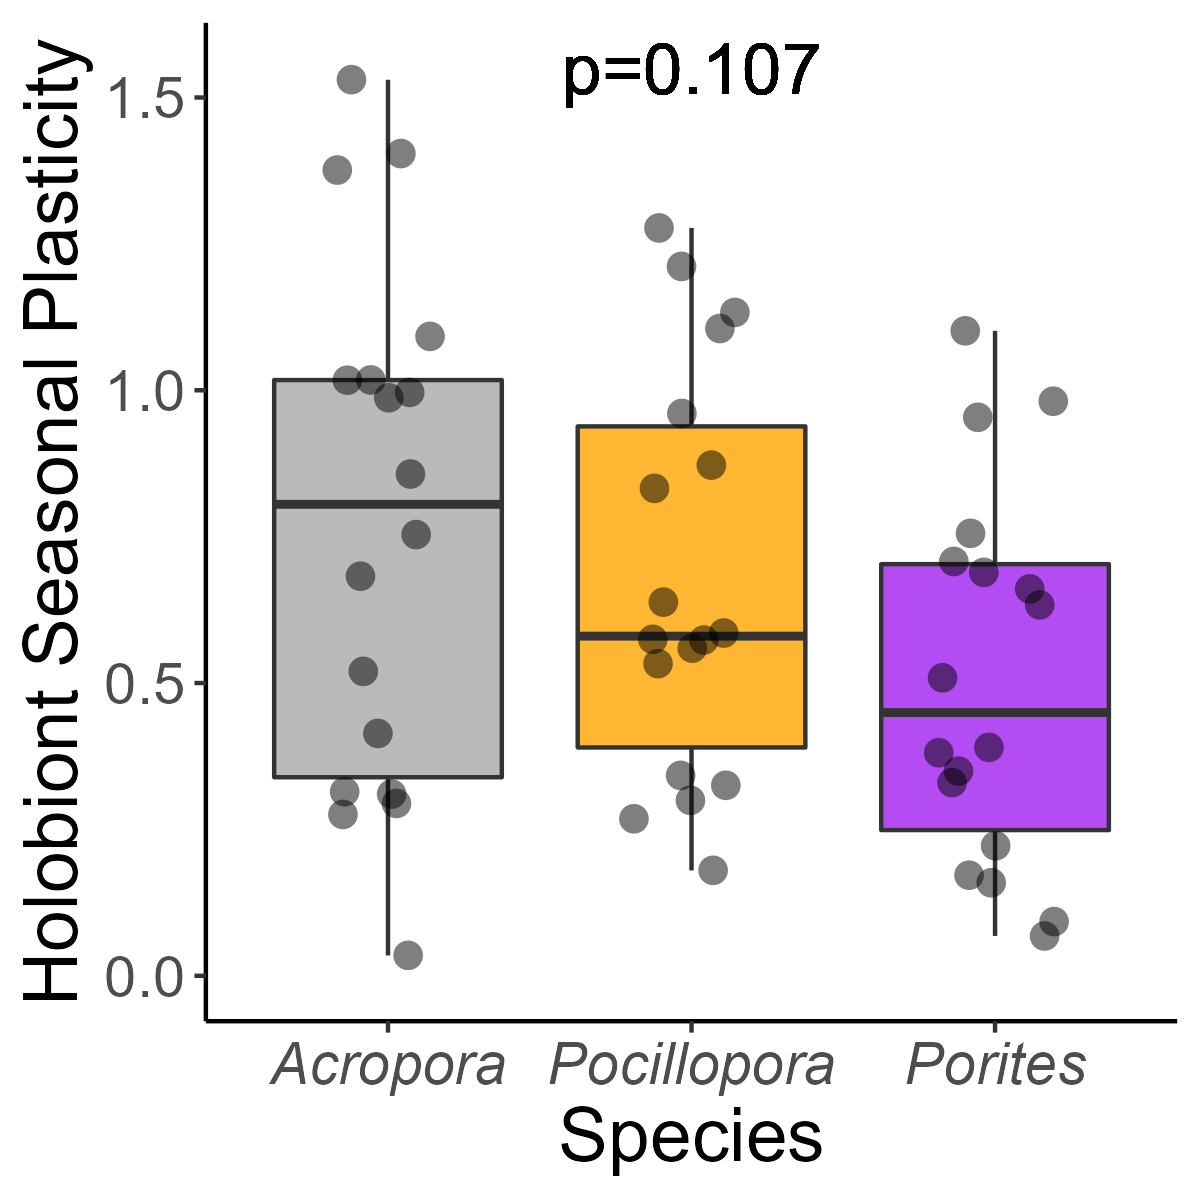 p=0.107
Holobiont Seasonal Plasticity
1.5
1.0
0.5
0.0
Acropora Pocillopora Porites
Species